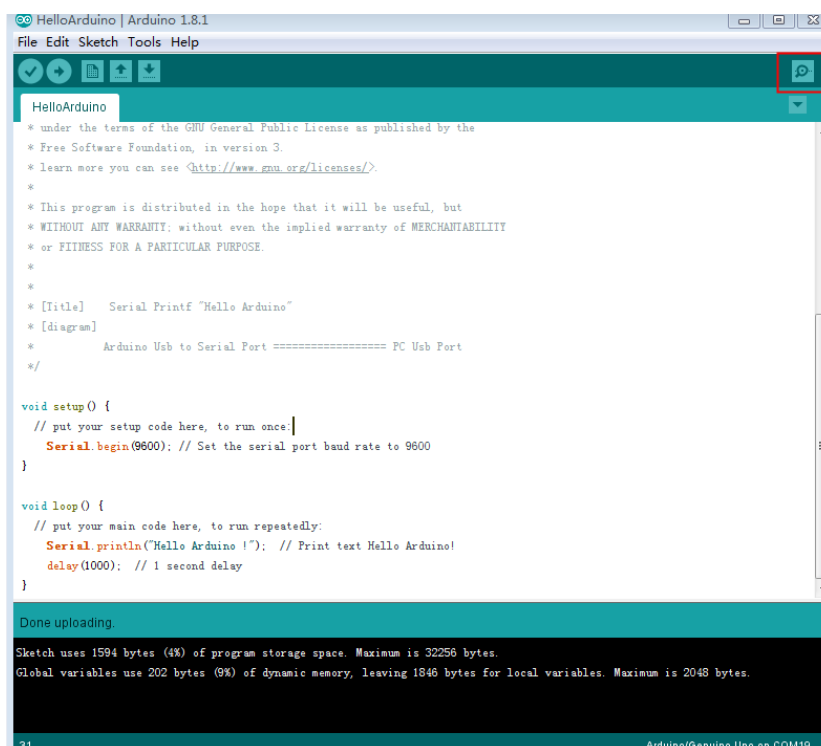 HelloArduino | Arduino 1.8.1
File Edit Sketch Tools Help
HelloArduino
* under the terms of the GNU General Public License as published by the
* Free Software Foundation, in version 3.
* learn more you can see <http://www.gnu.org/licenses/>.
*
* This program is distributed in the hope that it will be useful, but
* WITHOUT ANY WARRANTY; without even the implied warranty of MERCHANTABILITY
* or FITNESS FOR A PARTICULAR PURPOSE.
*
*
* [Title]    Serial Printf "Hello Arduino"
* [diagram]
*           Arduino Usb to Serial Port ================== PC Usb Port
*/
void setup() {
// put your setup code here, to run once:
Serial.begin(9600); // Set the serial port baud rate to 9600
}
void loop() {
// put your main code here, to run repeatedly:
Serial.println("Hello Arduino !");  // Print text Hello Arduino!
delay(1000);  // 1 second delay
}
Done uploading.
Sketch uses 1594 bytes (4%) of program storage space. Maximum is 32256 bytes.
Global variables use 202 bytes (9%) of dynamic memory, leaving 1846 bytes for local variables. Maximum is 2048 bytes.
31 Arduino/Genuino Uno on COM19